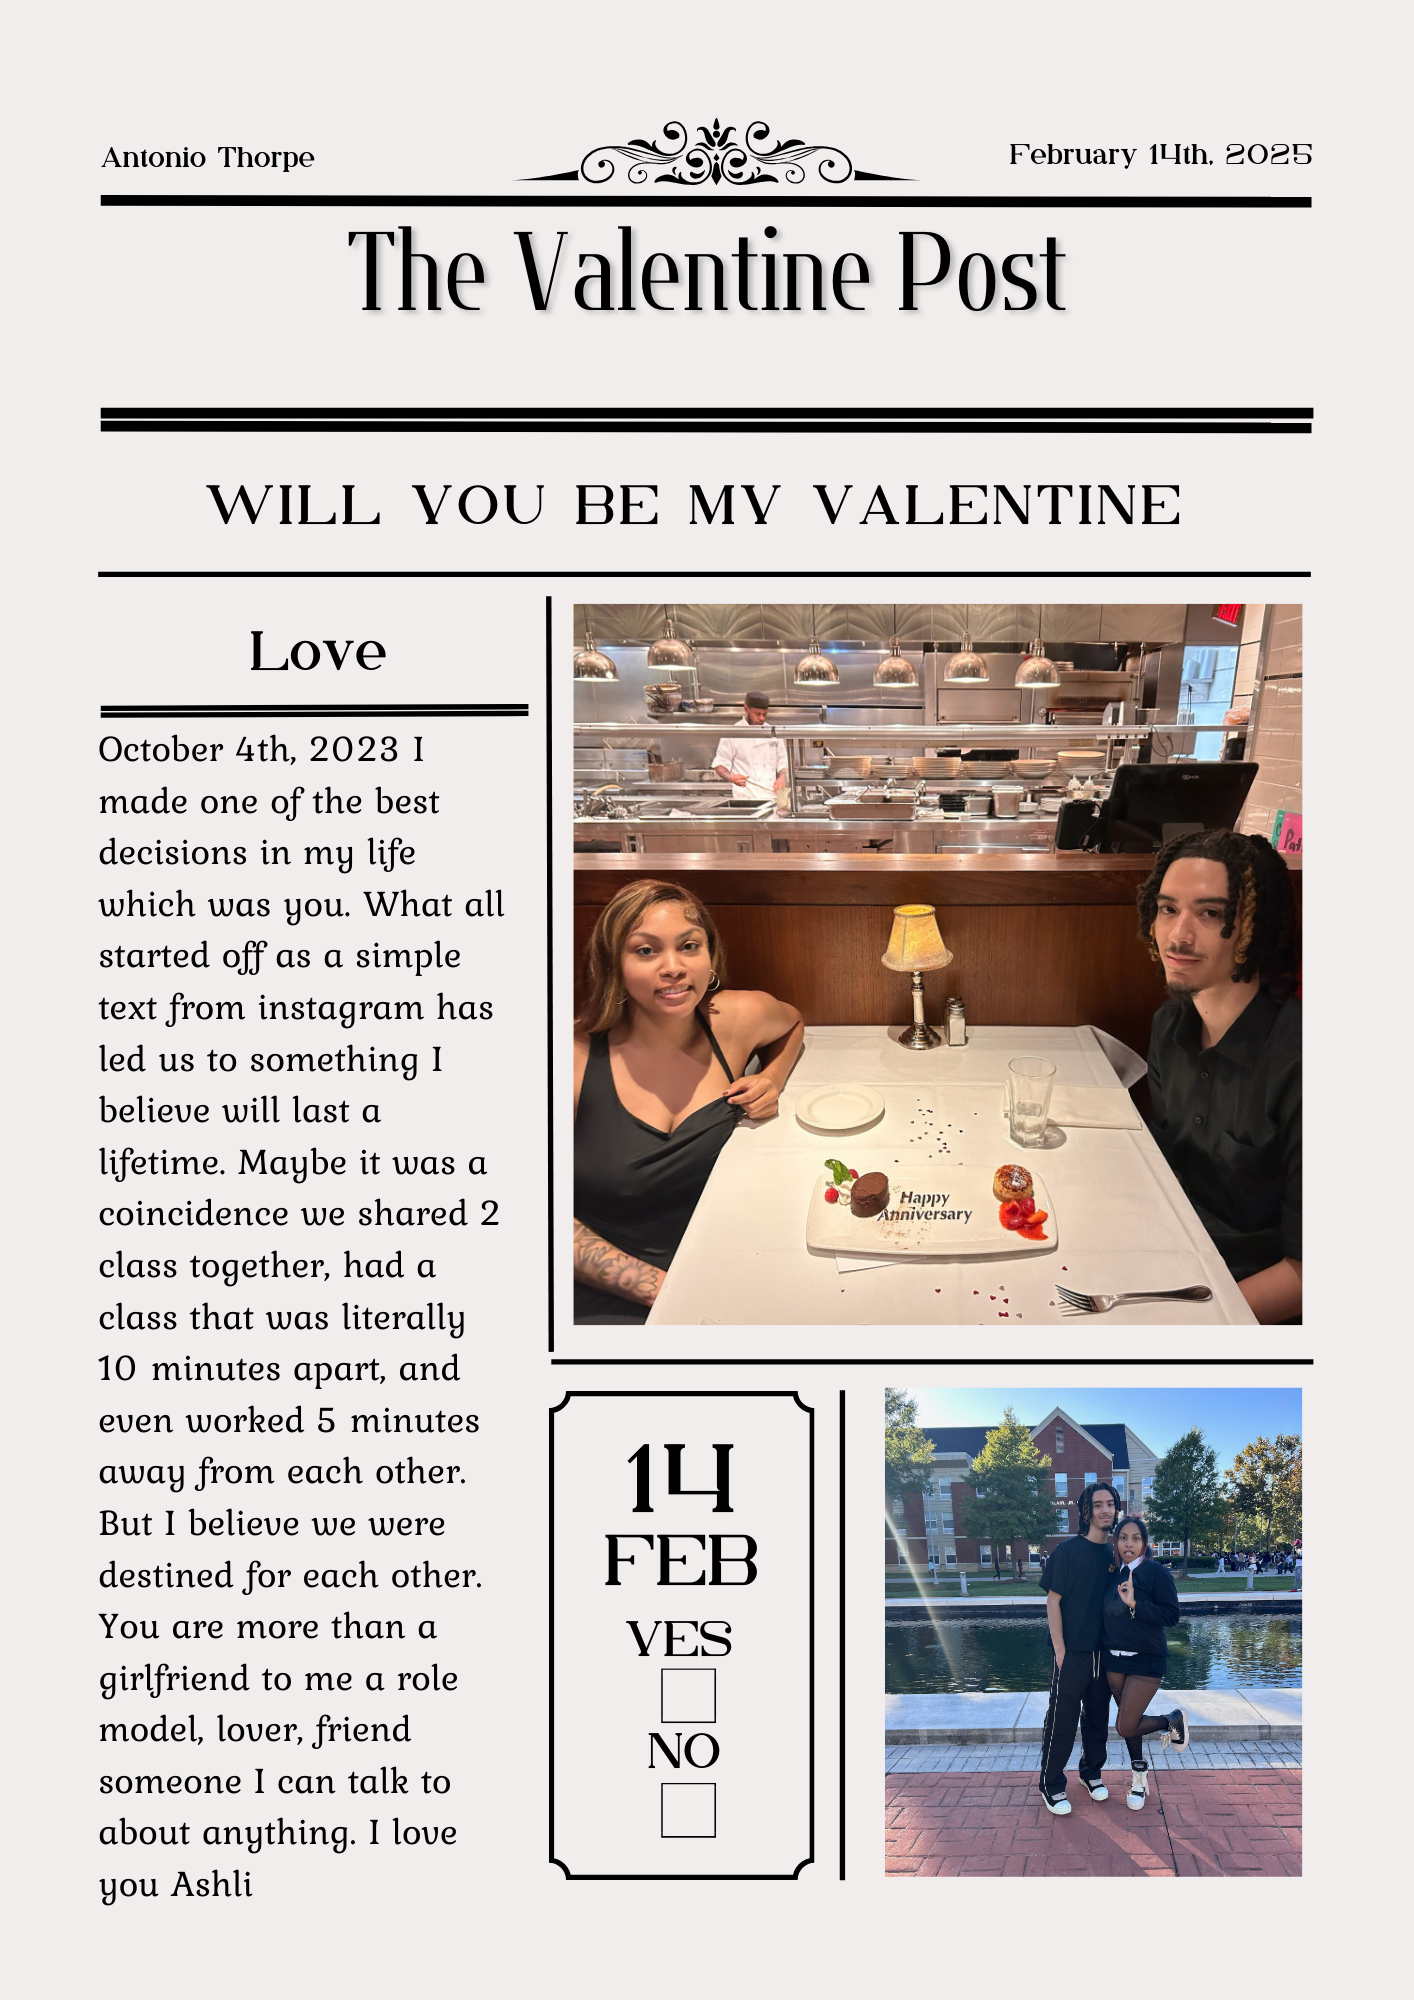 Antonio Thorpe
February 14th, 2025
The Valentine Post
WILL YOU BE MY VALENTINE
Love
October 4th, 2023 I
made one of the best
decisions in my life
which was you. What all
started off as a simple
text from instagram has
led us to something I
believe will last a
lifetime. Maybe it was a
coincidence we shared 2
class together, had a
class that was literally
10 minutes apart, and
even worked 5 minutes
away from each other.
But I believe we were
destined for each other.
You are more than a
girlfriend to me a role
model, lover, friend
someone I can talk to
about anything. I love
you Ashli
Happy
Anniversary
14
FEB
YES
NO